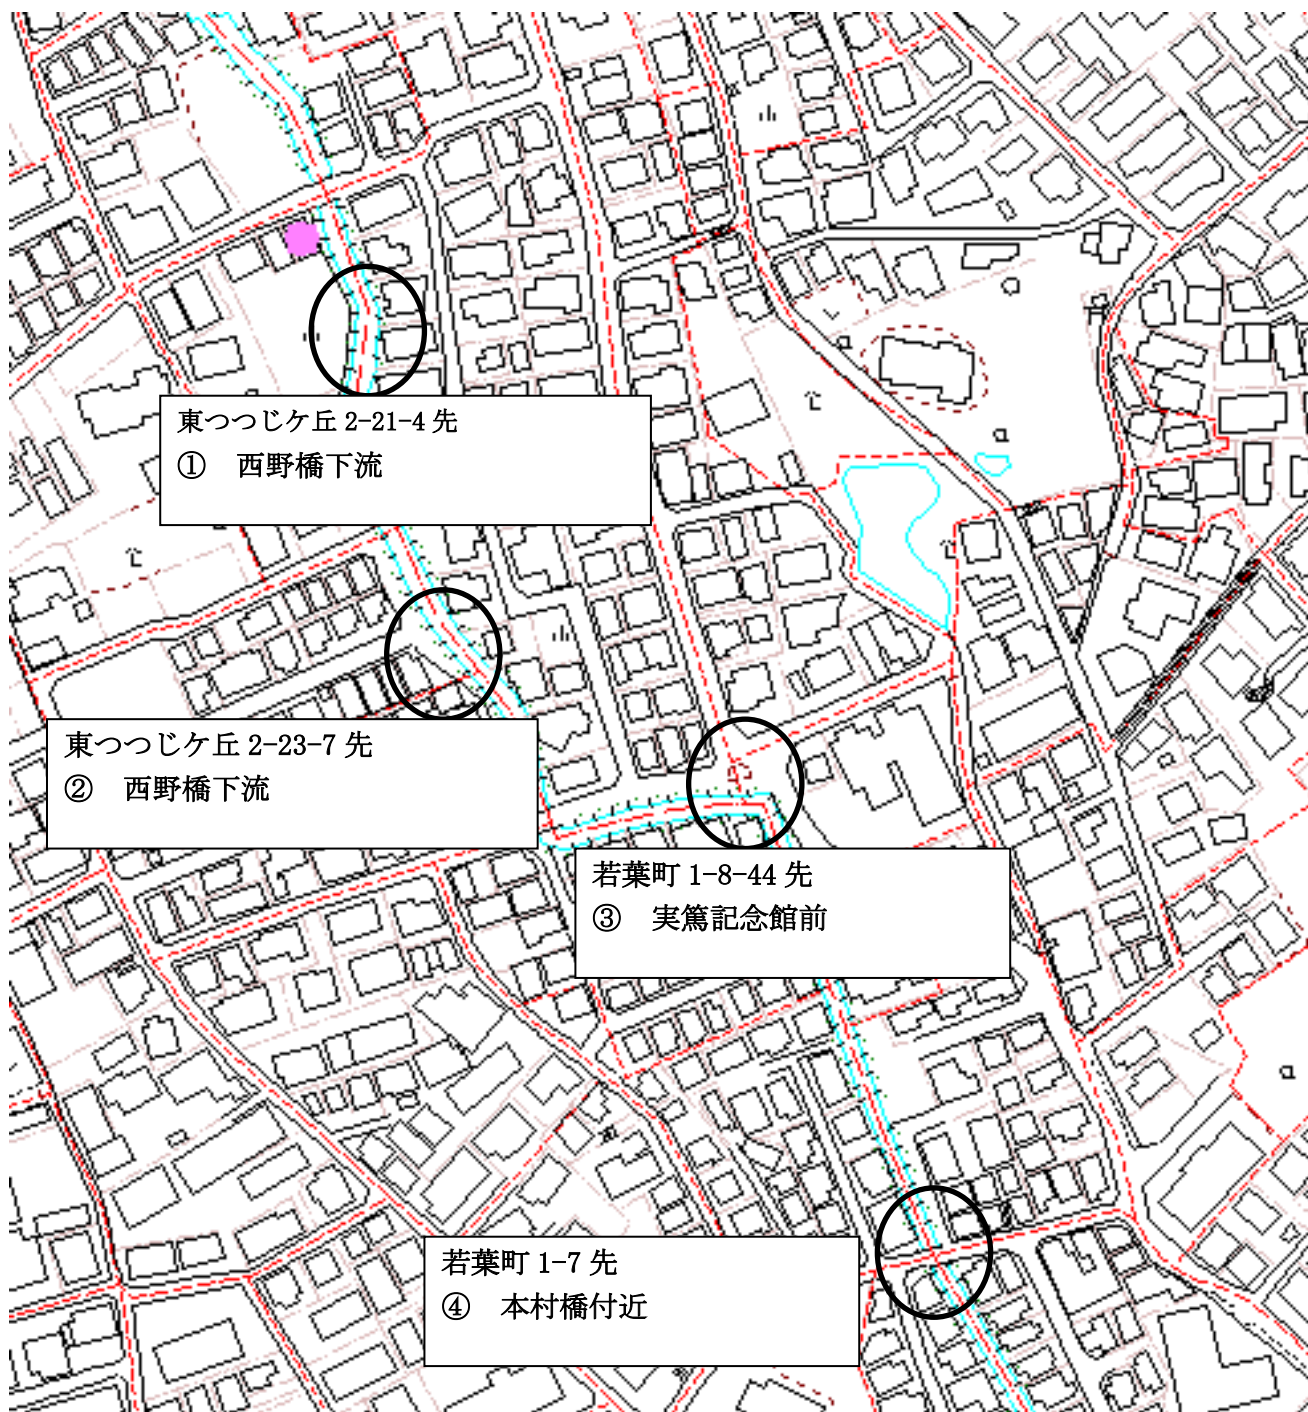 東つつじケ丘 2-21-4 先
① 西野橋下流
東つつじケ丘 2-23-7 先
② 西野橋下流
若葉町 1-8-44 先
③ 実篤記念館前
若葉町 1-7 先
④ 本村橋付近